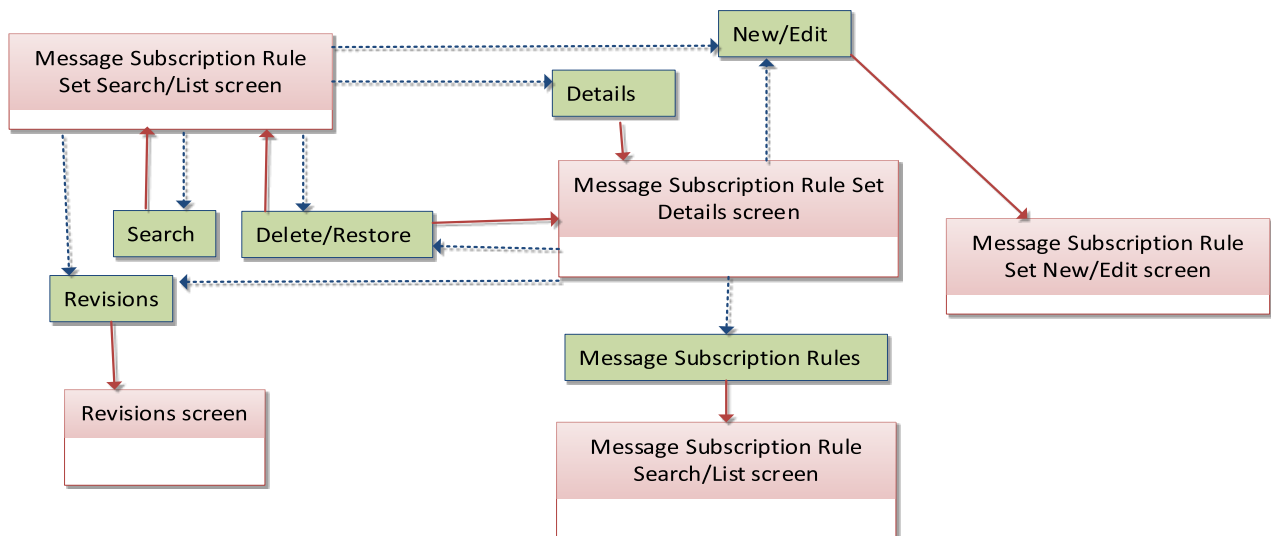 New/Edit
Message Subscription Rule
Set Search/List screen
Details
Message Subscription Rule Set
Details screen
Search
Delete/Restore
Message Subscription Rule
Set New/Edit screen
Revisions
Message Subscription Rules
Revisions screen
Message Subscription Rule
Search/List screen